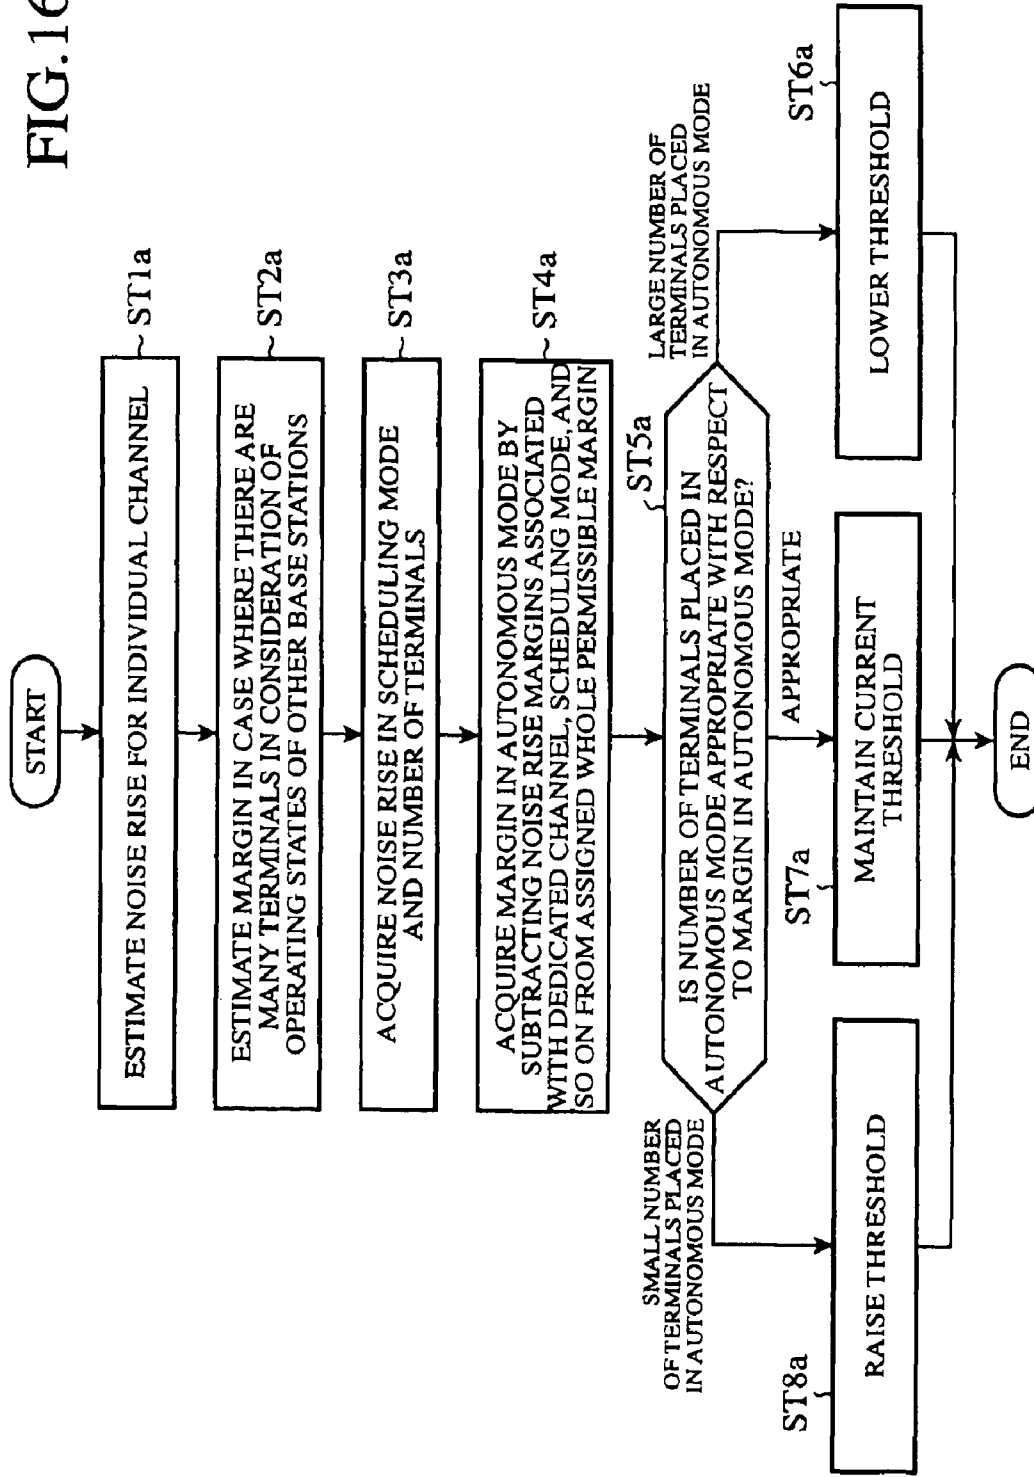 FIG.16
START
ESTIMATE NOISE RISE FOR INDIVIDUAL CHANNEL
ST1a
ESTIMATE MARGIN IN CASE WHERE THERE ARE
MANY TERMINALS IN CONSIDERATION OF
OPERATING STATES OF OTHER BASE STATIONS
ST2a
ACQUIRE NOISE RISE IN SCHEDULING MODE
AND NUMBER OF TERMINALS
ST3a
ACQUIRE MARGIN IN AUTONOMOUS MODE BY
SUBTRACTING NOISE RISE MARGINS ASSOCIATED
WITH DEDICATED CHANNEL, SCHEDULING MODE, AND
SO ON FROM ASSIGNED WHOLE PERMISSIBLE MARGIN
ST4a
ST5a
IS NUMBER OF TERMINALS PLACED IN
AUTONOMOUS MODE APPROPRIATE WITH RESPECT
TO MARGIN IN AUTONOMOUS MODE?
SMALL NUMBER
OF TERMINALS PLACED
IN AUTONOMOUS MODE
APPROPRIATE
LARGE NUMBER OF
TERMINALS PLACED
IN AUTONOMOUS MODE
ST8a
RAISE THRESHOLD
ST7a
MAINTAIN CURRENT
THRESHOLD
ST6a
LOWER THRESHOLD
END